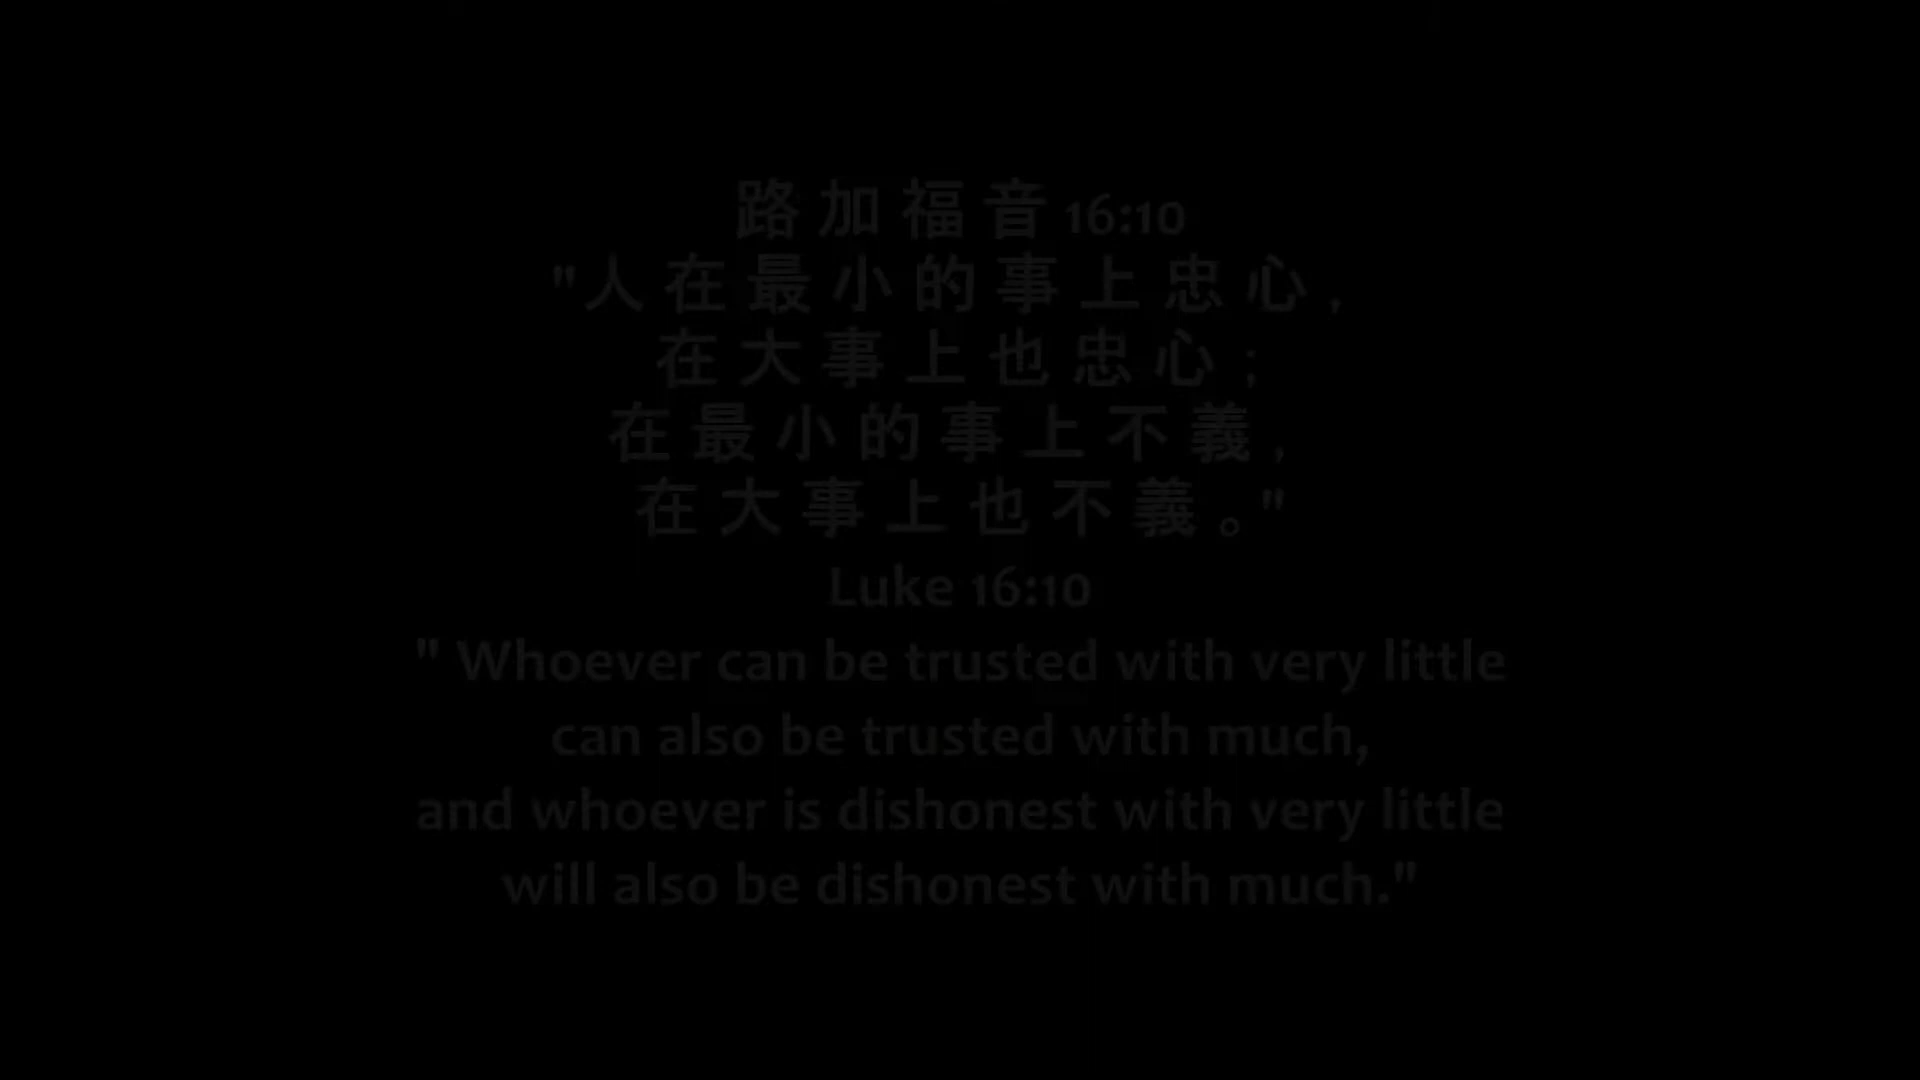 路 加 福 音 16:10
"人 在 最 小 的 事 上 忠 心 ,
在 大 事 上 也 忠 心 ;
在 最 小 的 事 上 不 義 ,
在 大 事 上 也 不 義 。"
Luke 16:10
" Whoever can be trusted with very little
can also be trusted with much,
and whoever is dishonest with very little
will also be dishonest with much."